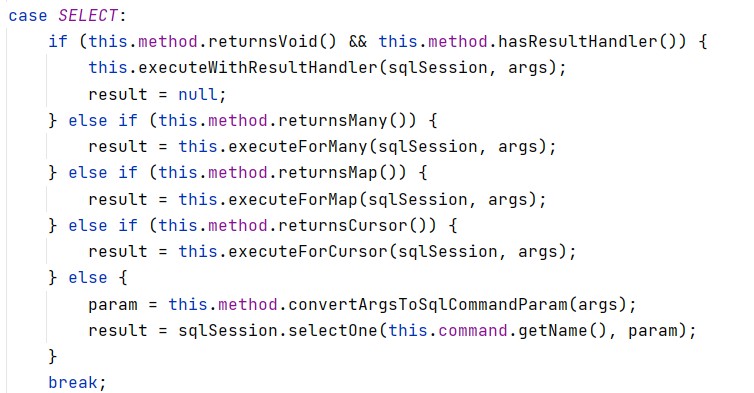 case SELECT:
    if (this.method.returnsVoid() && this.method.hasResultHandler()) {
        this.executeWithResultHandler(sqlSession, args);
        result = null;
    } else if (this.method.returnsMany()) {
        result = this.executeForMany(sqlSession, args);
    } else if (this.method.returnsMap()) {
        result = this.executeForMap(sqlSession, args);
    } else if (this.method.returnsCursor()) {
        result = this.executeForCursor(sqlSession, args);
    } else {
        param = this.method.convertArgsToSqlCommandParam(args);
        result = sqlSession.selectOne(this.command.getName(), param);
    }
    break;